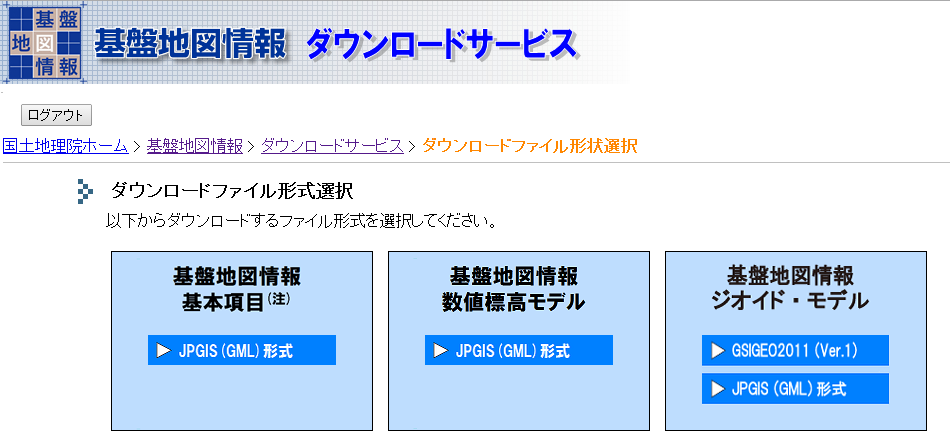 基盤
地図
情報
基盤地図情報 ダウンロードサービス
ログアウト
国土地理院ホーム > 基盤地図情報 > ダウンロードサービス > ダウンロードファイル形状選択
ダウンロードファイル形式選択
以下からダウンロードするファイル形式を選択してください。
基盤地図情報
基本項目(注)
JPGIS(GML)形式
基盤地図情報
数値標高モデル
JPGIS(GML)形式
基盤地図情報
ジオイド・モデル
GSIGEO2011(Ver.1)
JPGIS(GML)形式